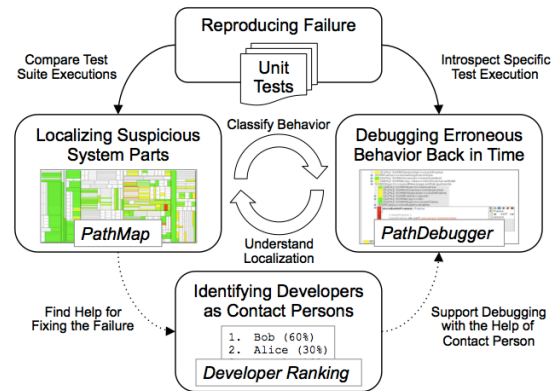 Reproducing Failure
Unit
Tests
Compare Test
Suite Executions
Introspect Specific
Test Execution
Localizing Suspicious
System Parts
PathMap
Classify Behavior
Understand
Localization
Debugging Erroneous
Behavior Back in Time
PathDebugger
Find Help for
Fixing the Failure
Identifying Developers
as Contact Persons
1. Bob (60%)
2. Alice (30%)
Developer Ranking
Support Debugging
with the Help of
Contact Person